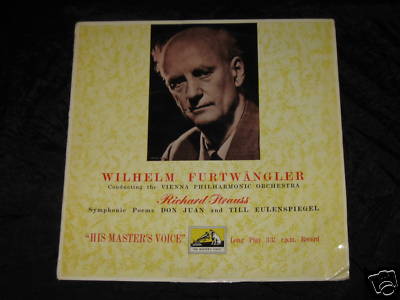 WILHELM FURTWÄNGLER
Conducting the VIENNA PHILHARMONIC ORCHESTRA
Richard Strauss
Symphonic Poems DON JUAN and TILL EULENSPIEGEL
"HIS MASTER'S VOICE"
Long Play 33⅓ r.p.m. Record